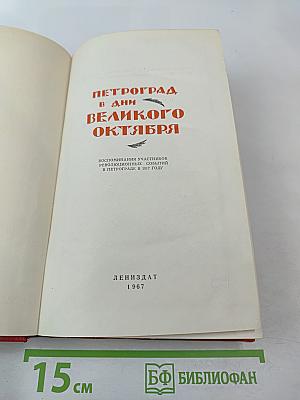 ПЕТРОГРАД
В ДНИ
ВЕЛИКОГО
ОКТЯБРЯ
ВОСПОМИНАНИЯ УЧАСТНИКОВ
РЕВОЛЮЦИОННЫХ СОБЫТИЙ
В ПЕТРОГРАДЕ В 1917 ГОДУ
ЛЕНИЗДАТ
1967
15 см
БФ БИБЛИОФАН